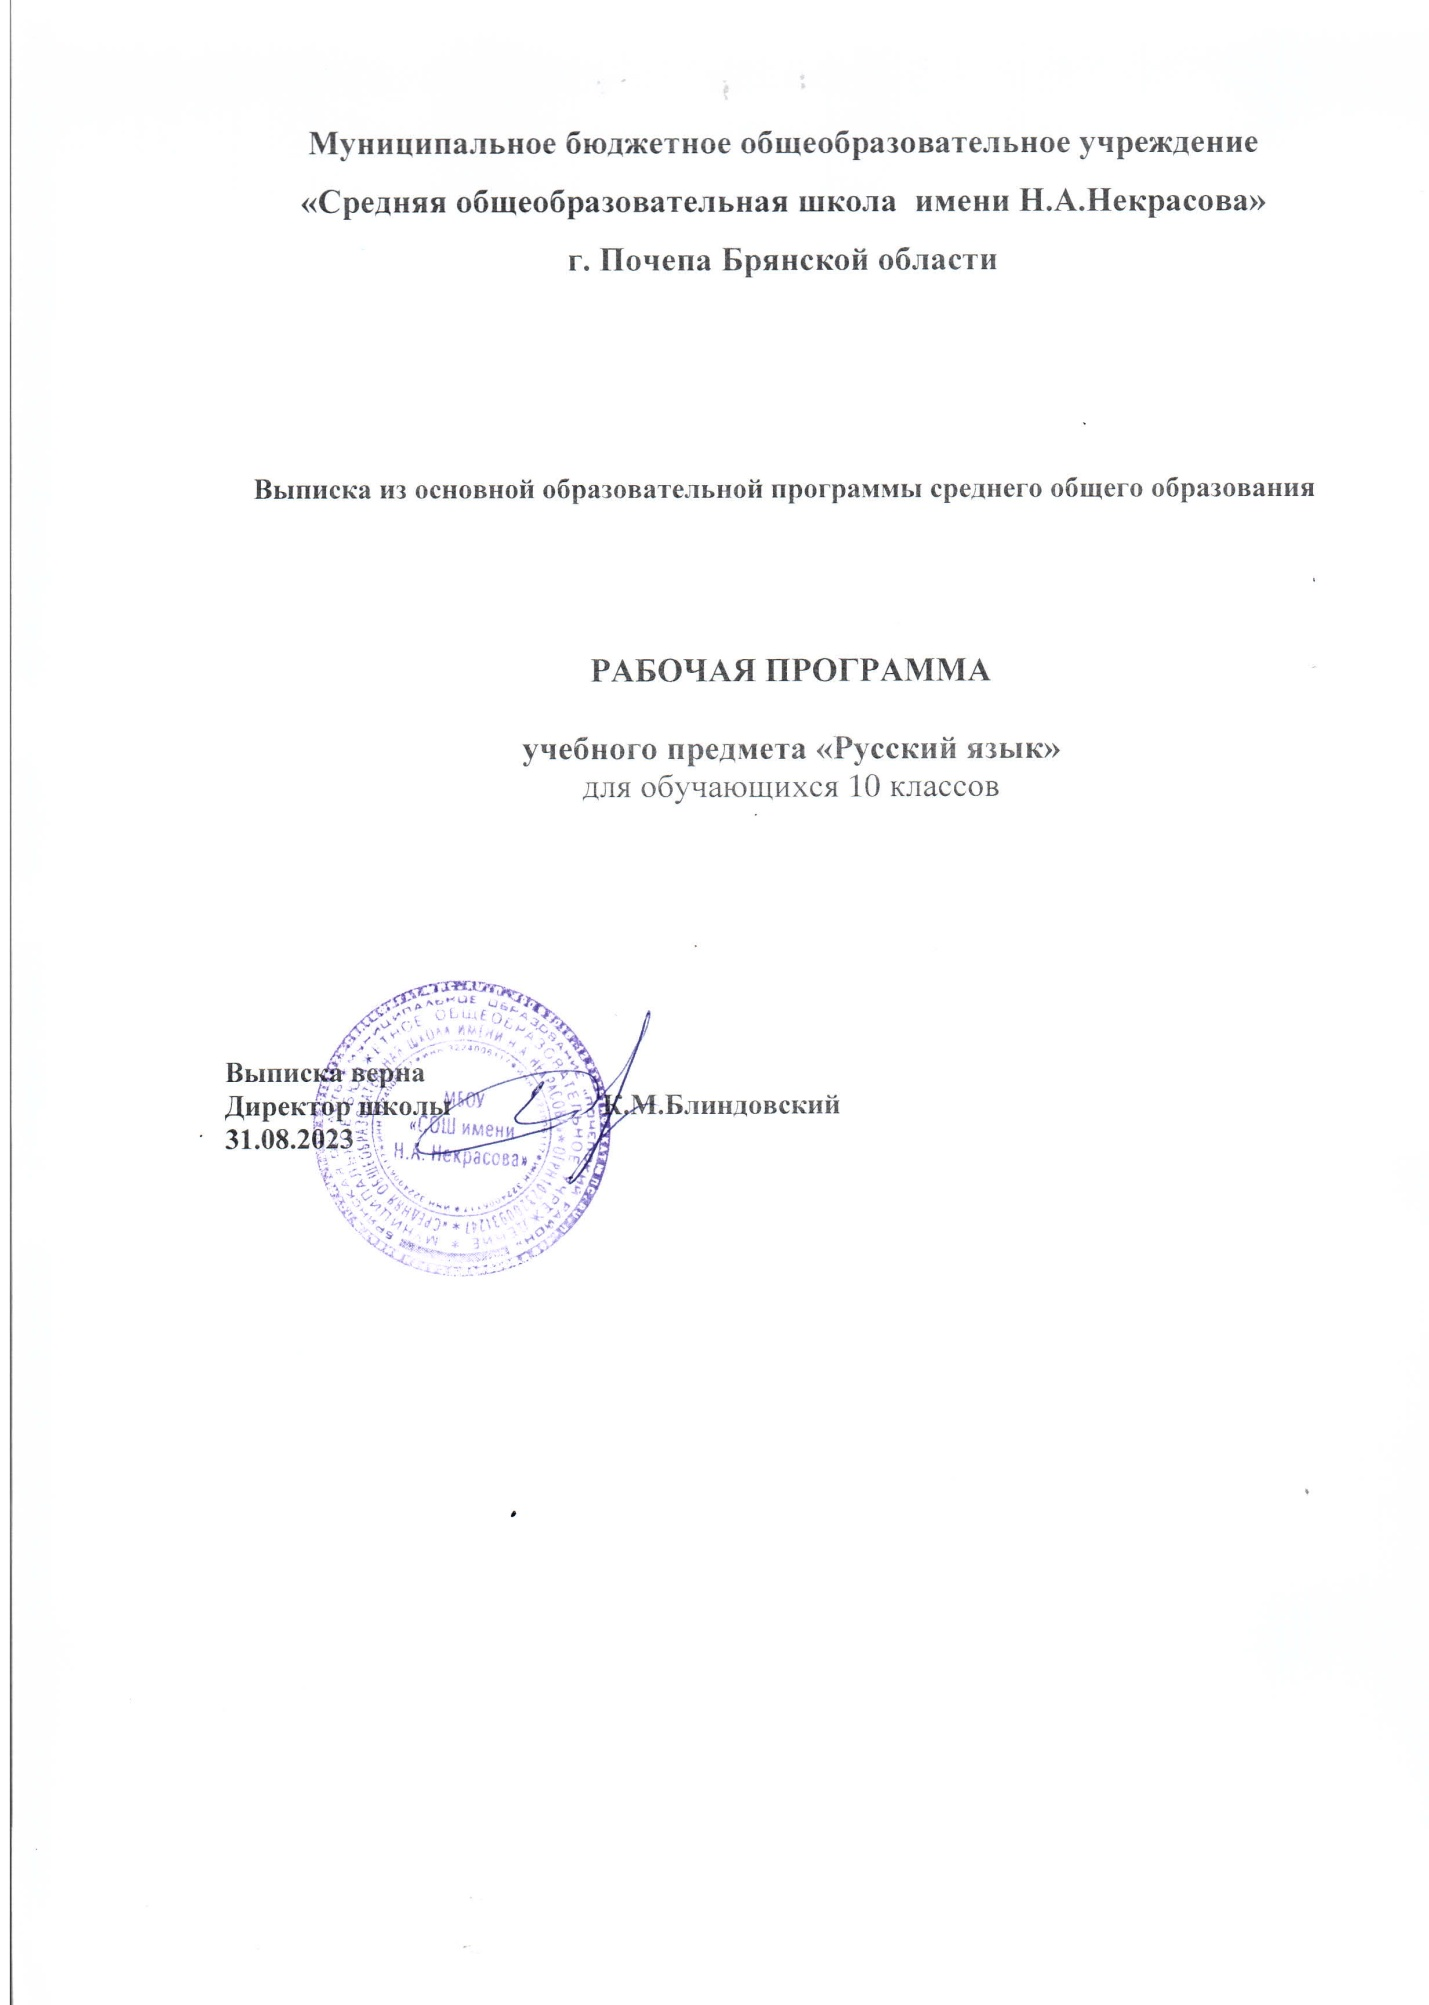 Муниципальное бюджетное общеобразовательное учреждение
«Средняя общеобразовательная школа имени Н.А.Некрасова»
г. Почепа Брянской области
Выписка из основной образовательной программы среднего общего образования
РАБОЧАЯ ПРОГРАММА
учебного предмета «Русский язык»
для обучающихся 10 классов
Выписка верна
Директор школы К.М.Блиндовский
31.08.2023
МБОУ
«СОШ имени
Н.А. Некрасова»